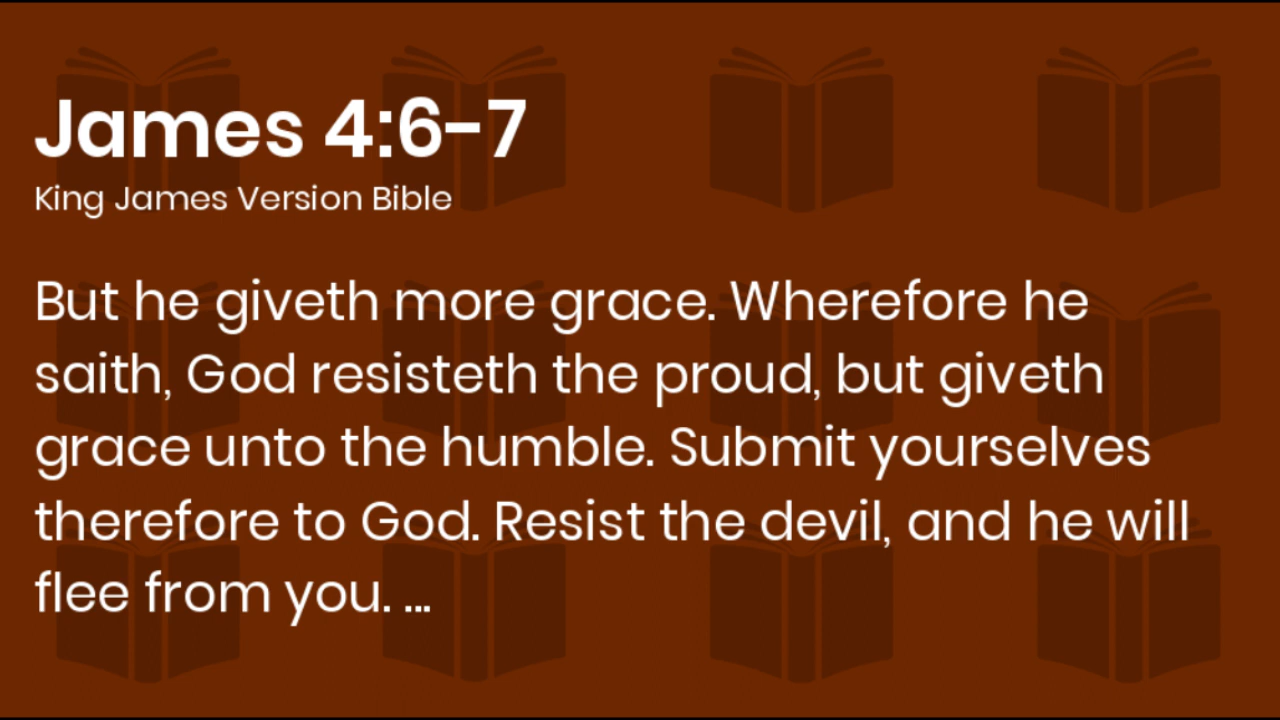 James 4:6-7
King James Version Bible
But he giveth more grace. Wherefore he
saith, God resisteth the proud, but giveth
grace unto the humble. Submit yourselves
therefore to God. Resist the devil, and he will
flee from you. ...